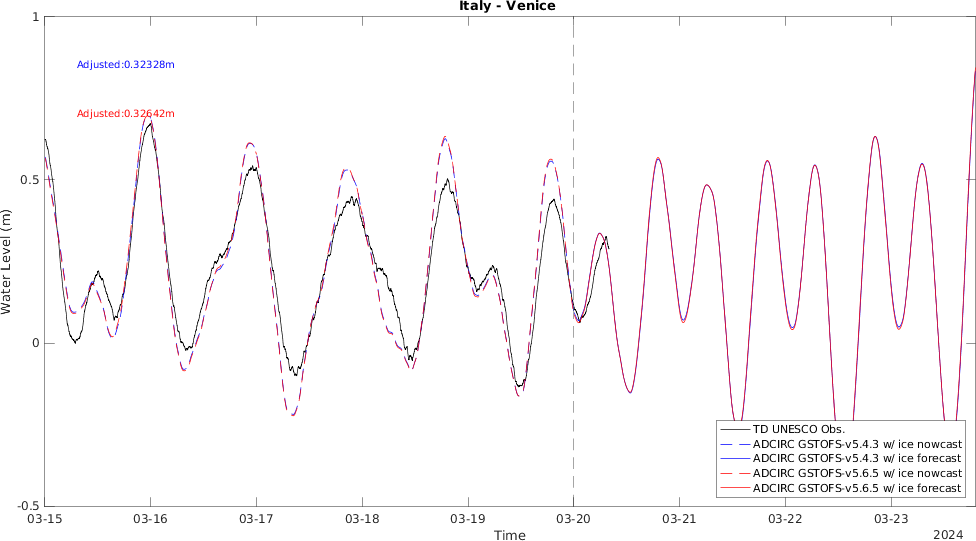 Italy - Venice
1
Adjusted:0.32328m
Adjusted:0.32642m
0.5
Water Level (m)
0
TD UNESCO Obs.
ADCIRC GSTOFS-v5.4.3 w/ ice nowcast
ADCIRC GSTOFS-v5.4.3 w/ ice forecast
ADCIRC GSTOFS-v5.6.5 w/ ice nowcast
ADCIRC GSTOFS-v5.6.5 w/ ice forecast
-0.5
03-15 03-16 03-17 03-18 03-19 03-20 03-21 03-22 03-23
Time
2024